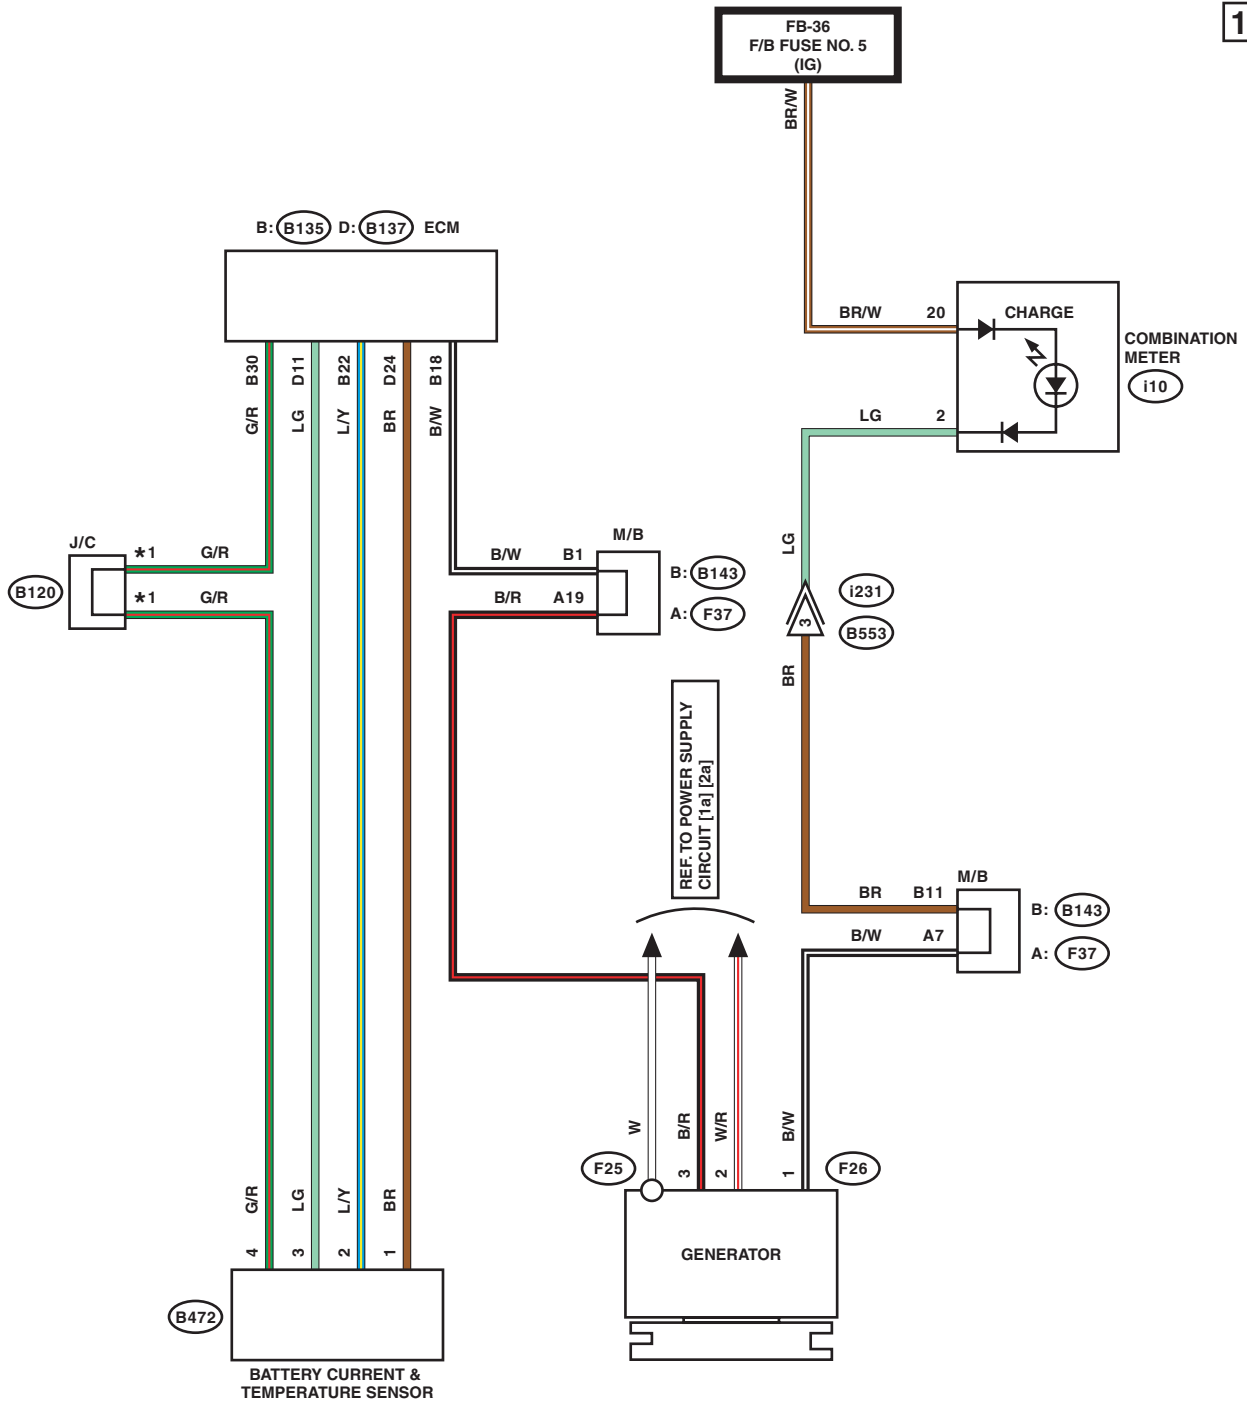 1
FB-36
F/B FUSE NO. 5
(IG)
BR/W
B: B135 D: B137 ECM
B30 D11 B22 D24 B18
G/R LG L/Y BR B/W
BR/W 20 CHARGE
COMBINATION
METER
i10
LG 2
J/C
*1 G/R
B120
*1 G/R
M/B
B/W B1
B: B143
B/R A19
A: F37
LG
i231
3
B553
BR
REF. TO POWER SUPPLY
CIRCUIT [1a] [2a]
M/B
BR B11
B: B143
B/W A7
A: F37
W B/R W/R B/W
F25 3 2 1 F26
GENERATOR
G/R LG L/Y BR
4 3 2 1
B472
BATTERY CURRENT &
TEMPERATURE SENSOR